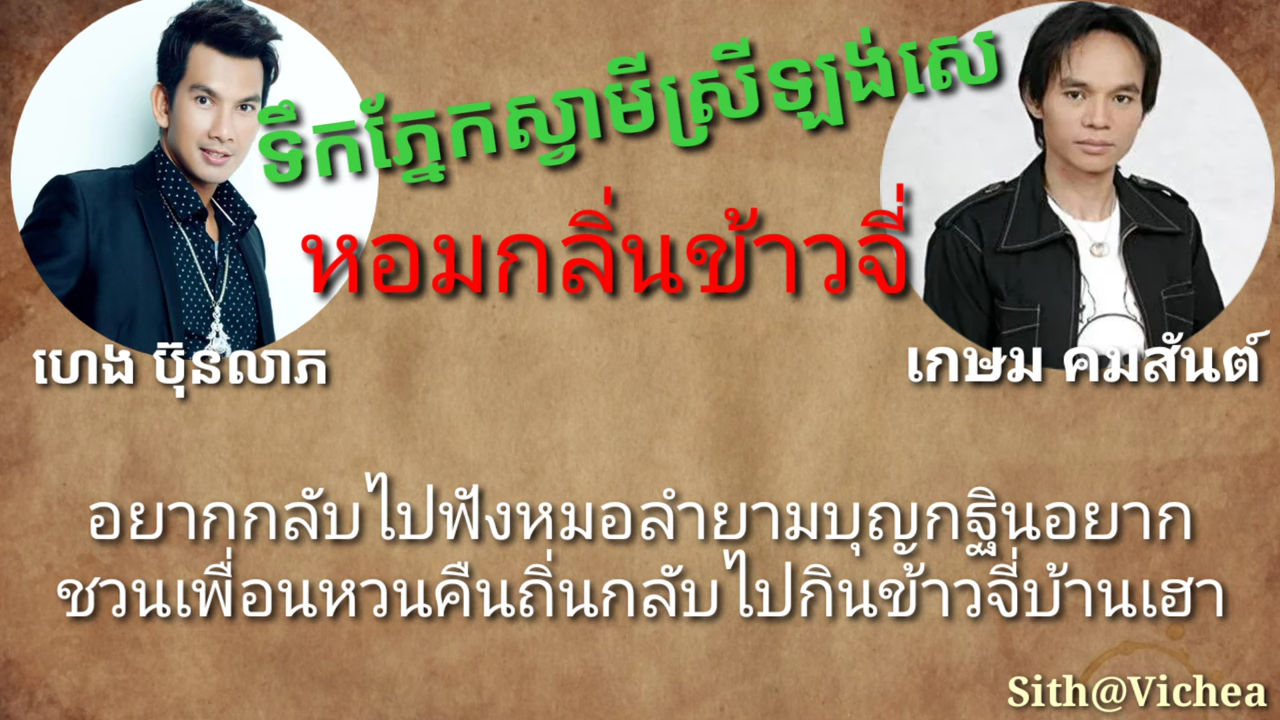 ទឹកភ្នែកស្វាមីស្រីឡង់សេ
หอมกลิ่นข้าวจี่
ហេង ប៊ុនលាភ
เกษม คมสันต์
อยากกลับไปฟังหมอลำยามบุญกฐินอยาก
ชวนเพื่อนหวนคืนถิ่นกลับไปกินข้าวจี่บ้านเฮา
Sith@Vichea